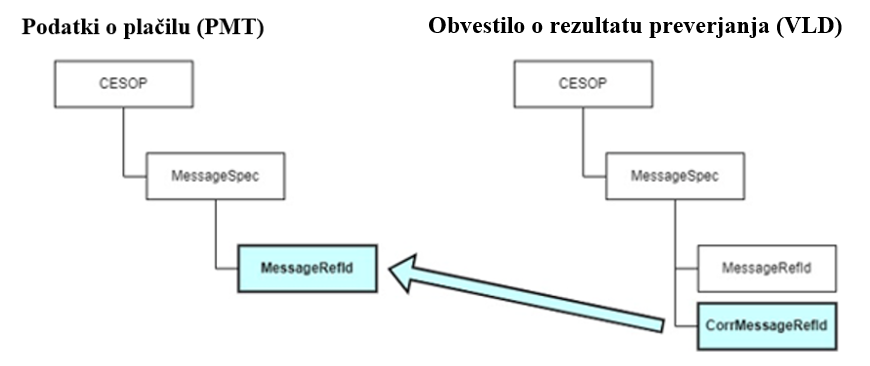 Podatki o plačilu (PMT)
Obvestilo o rezultatu preverjanja (VLD)
CESOP
CESOP
MessageSpec
MessageSpec
MessageRefId
MessageRefId
CorrMessageRefId